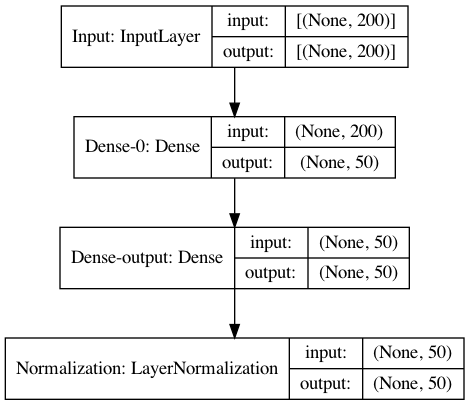 Input: InputLayer
input:
[(None, 200)]
output:
[(None, 200)]
Dense-0: Dense
input:
(None, 200)
output:
(None, 50)
Dense-output: Dense
input:
(None, 50)
output:
(None, 50)
Normalization: LayerNormalization
input:
(None, 50)
output:
(None, 50)